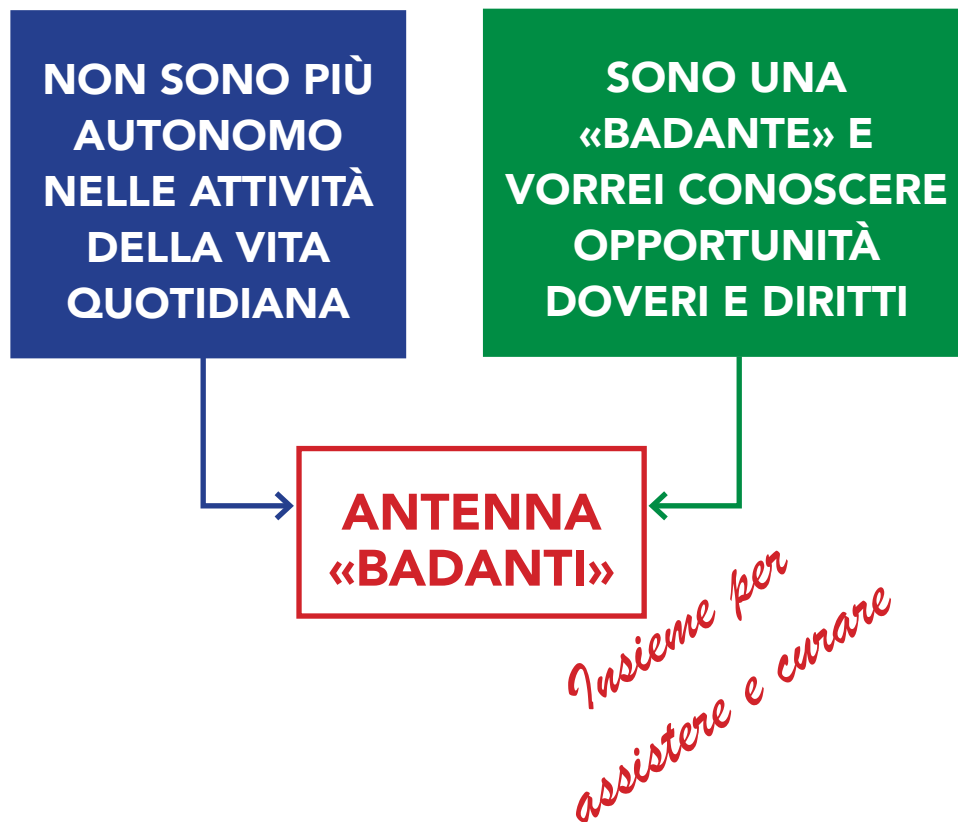 NON SONO PIÙ
AUTONOMO
NELLE ATTIVITÀ
DELLA VITA
QUOTIDIANA
SONO UNA
«BADANTE» E
VORREI CONOSCERE
OPPORTUNITÀ
DOVERI E DIRITTI
ANTENNA
«BADANTI»
Insieme per
assistere e curare